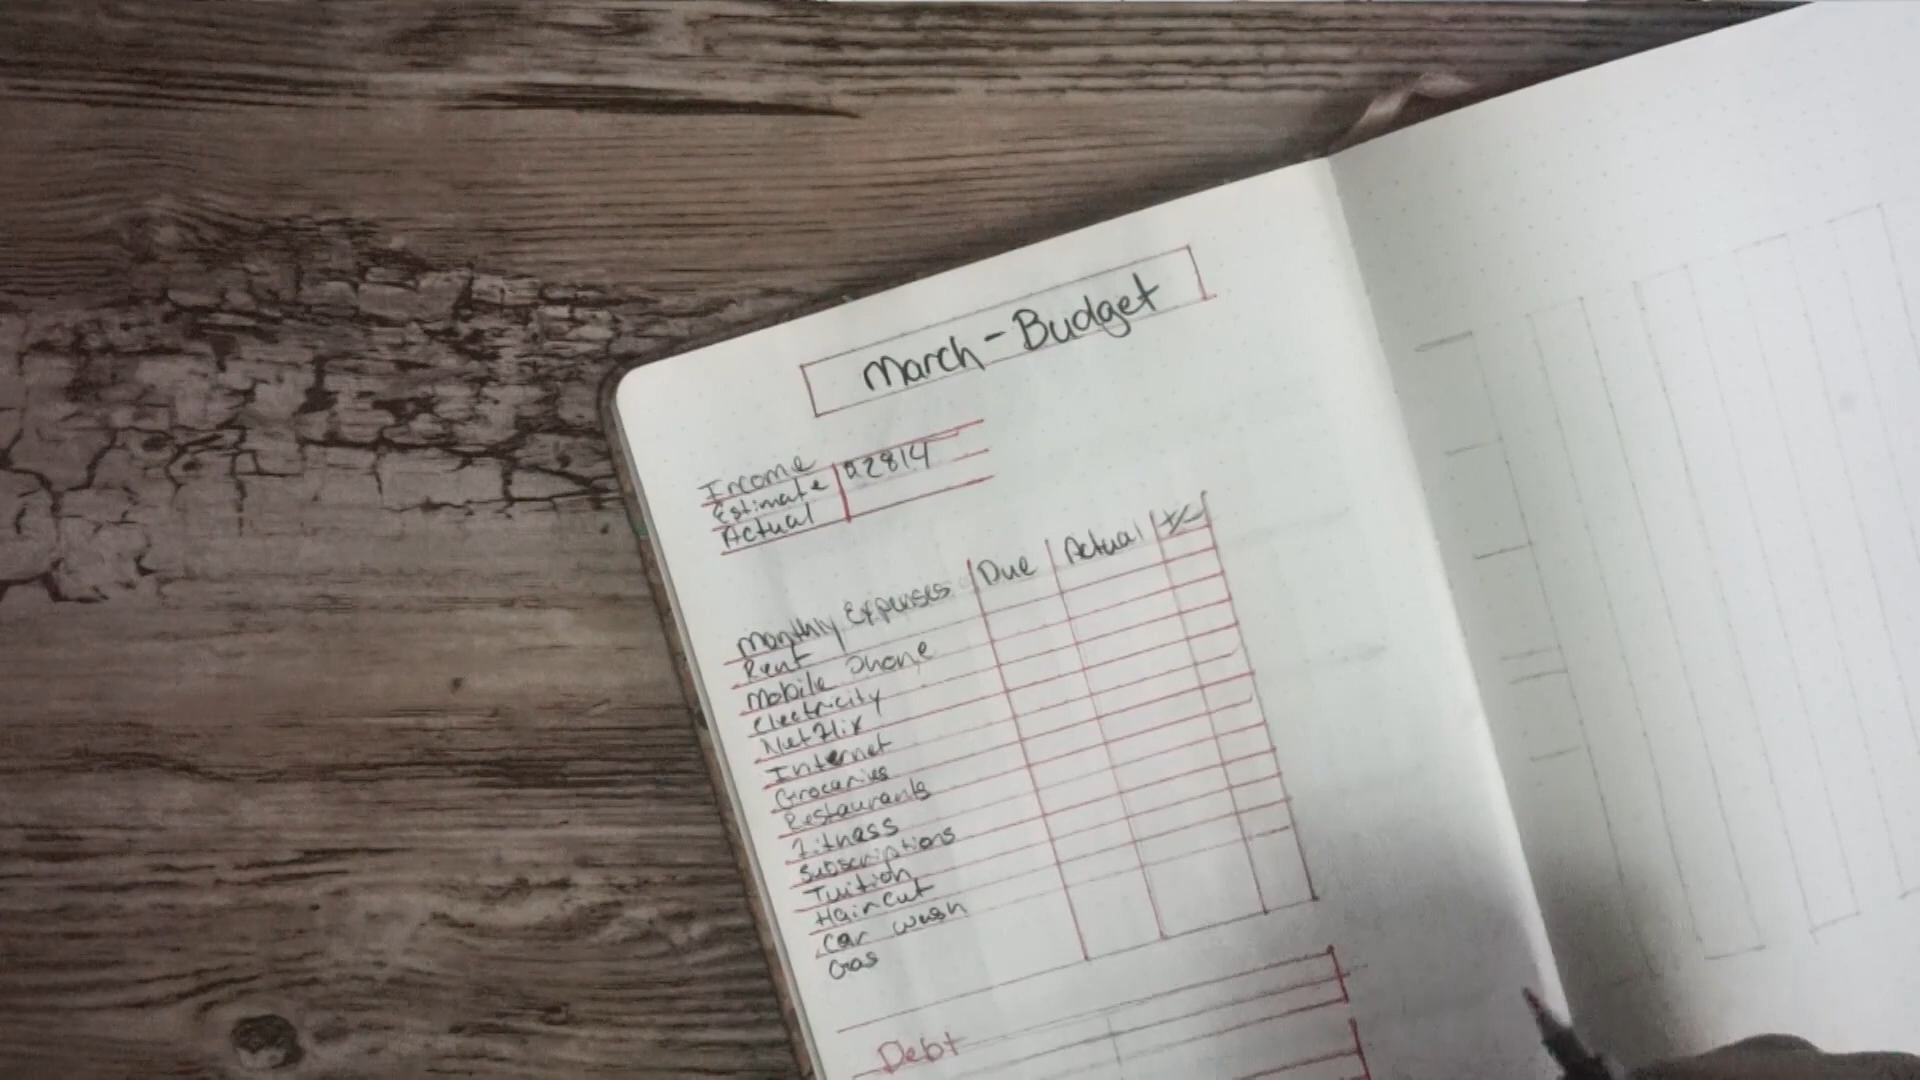 March - Budget
Income
Estimate 2814
Actual
Monthly Expenses Due Actual +/-
Rent
Mobile Phone
Electricity
Netflix
Internet
Groceries
Restaurants
Fitness
Subscriptions
Tuition
Haircut
Car wash
Gas
Debt